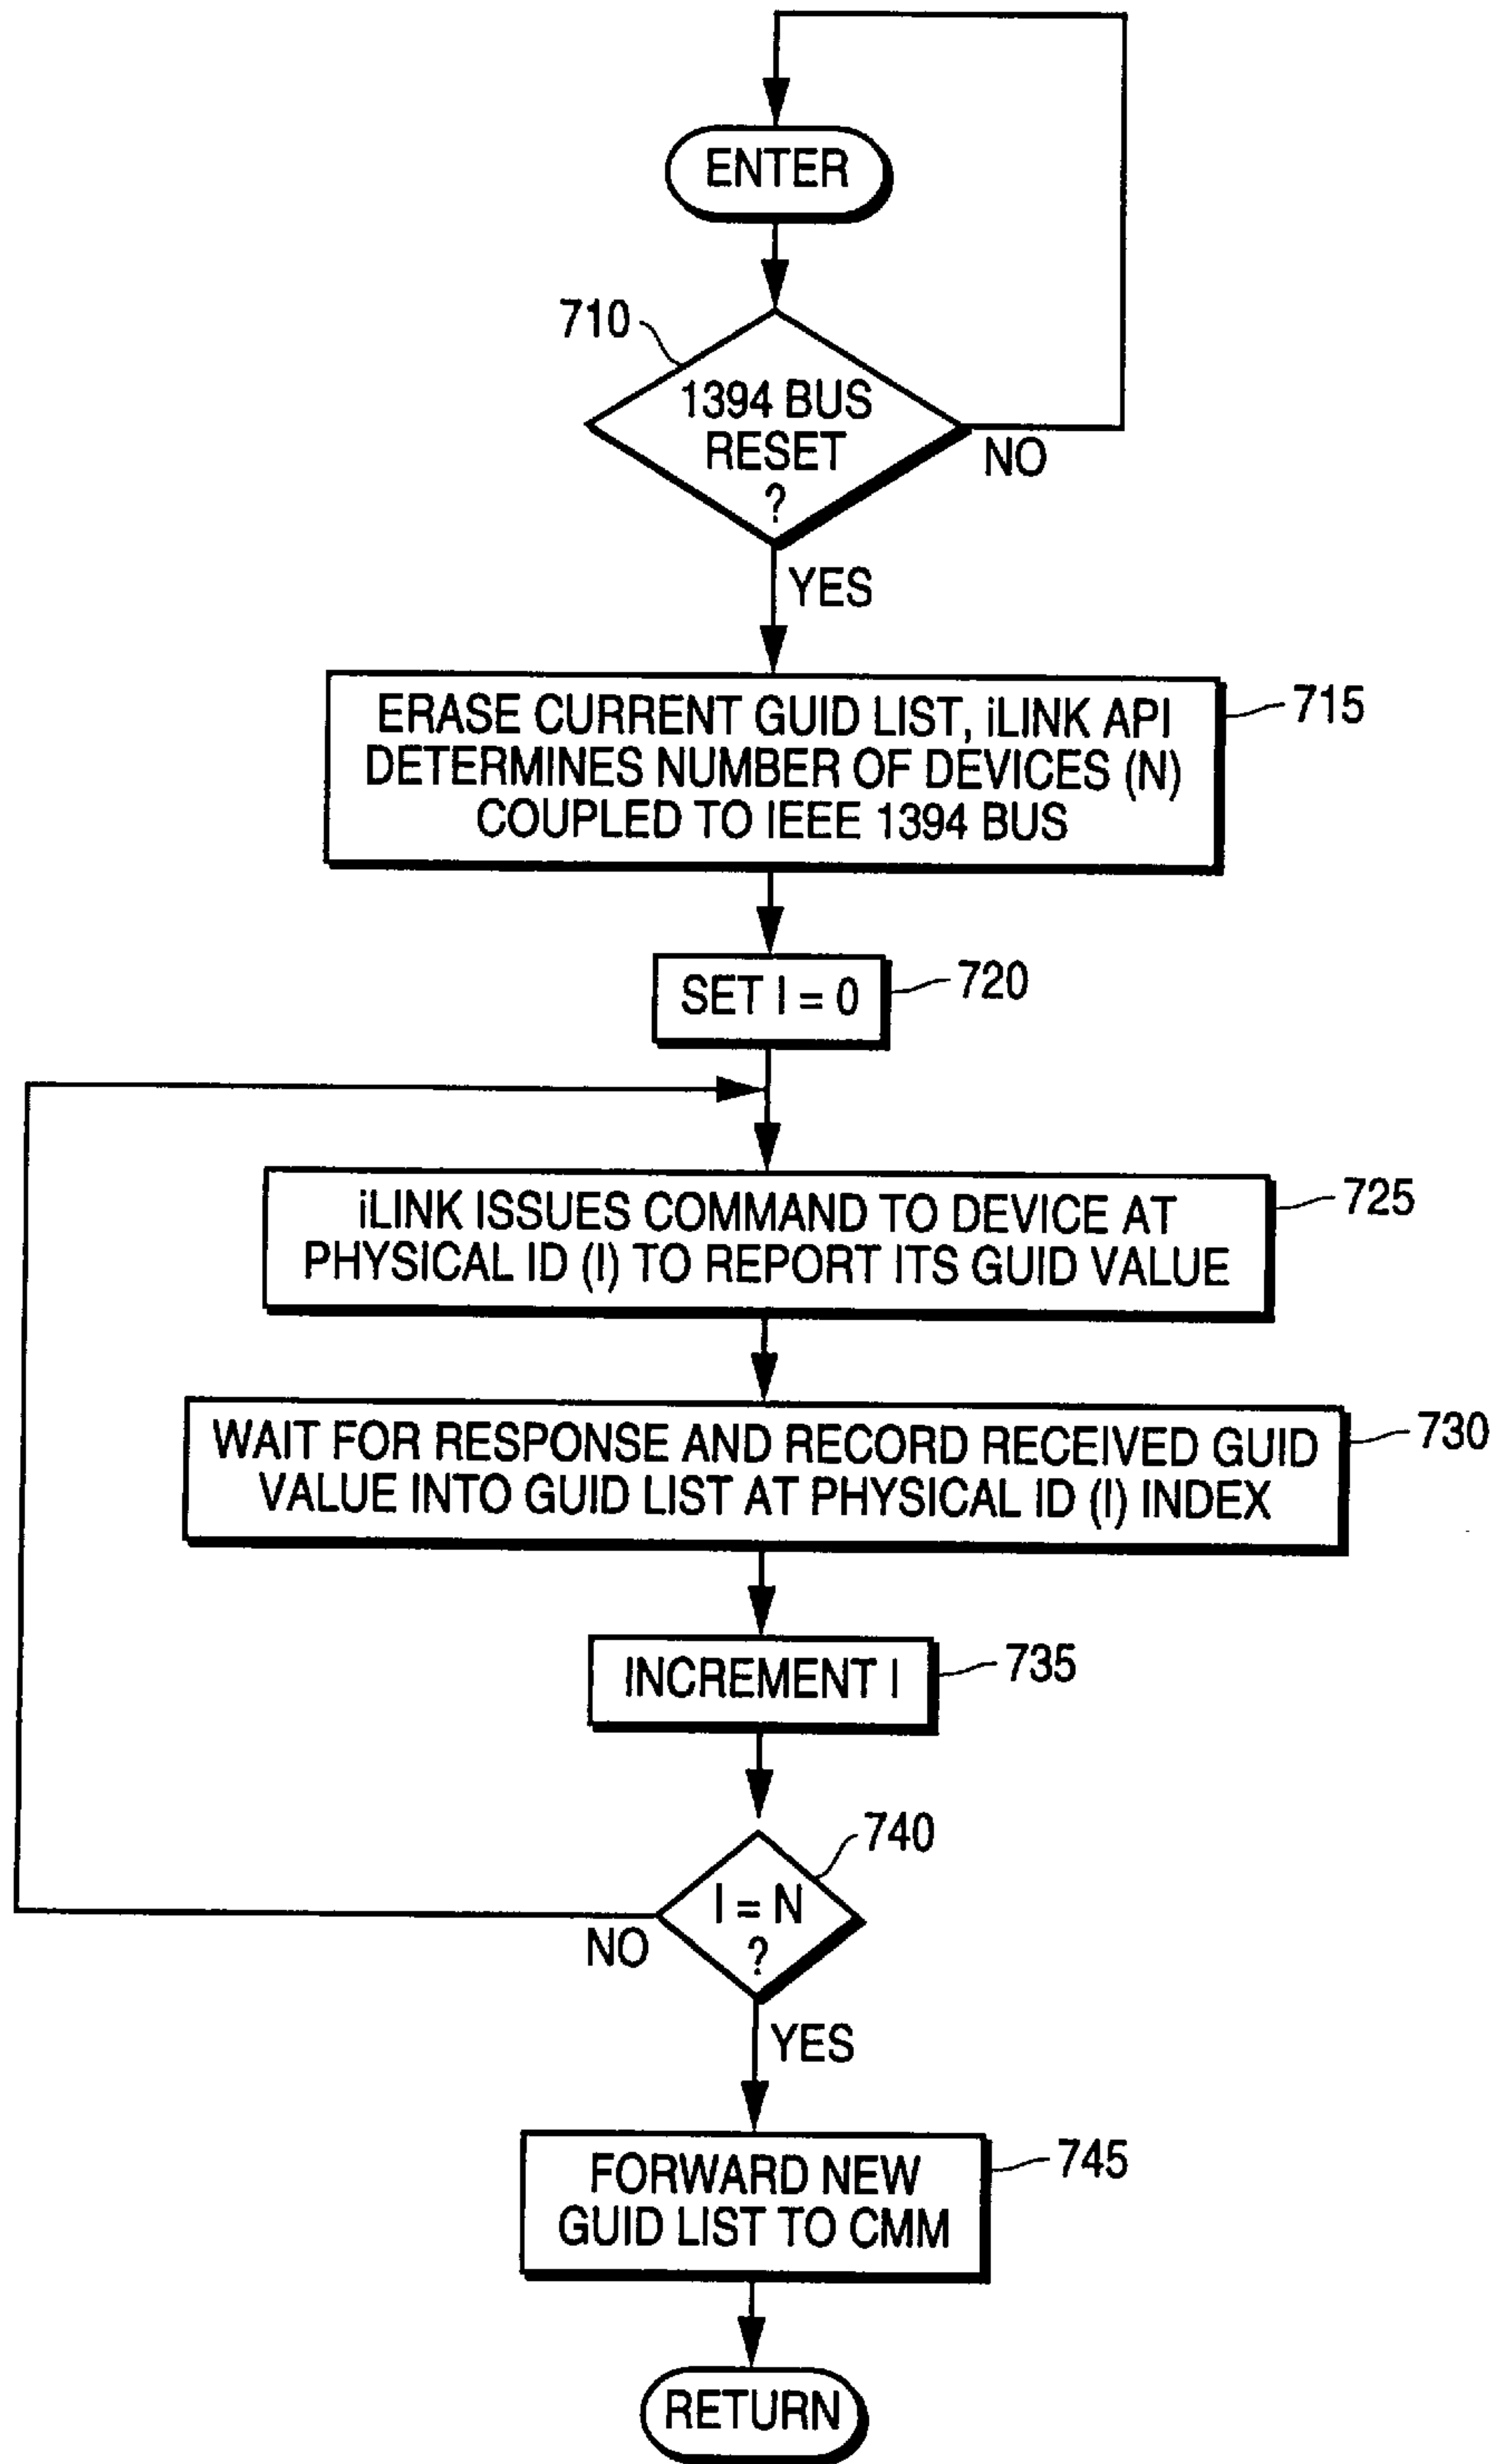 ENTER
710
1394 BUS
RESET
?
NO
YES
ERASE CURRENT GUID LIST, iLINK API
DETERMINES NUMBER OF DEVICES (N)
COUPLED TO IEEE 1394 BUS
715
SET I = 0
720
iLINK ISSUES COMMAND TO DEVICE AT
PHYSICAL ID (I) TO REPORT ITS GUID VALUE
725
WAIT FOR RESPONSE AND RECORD RECEIVED GUID
VALUE INTO GUID LIST AT PHYSICAL ID (I) INDEX
730
INCREMENT I
735
740
I = N
?
NO
YES
FORWARD NEW
GUID LIST TO CMM
745
RETURN